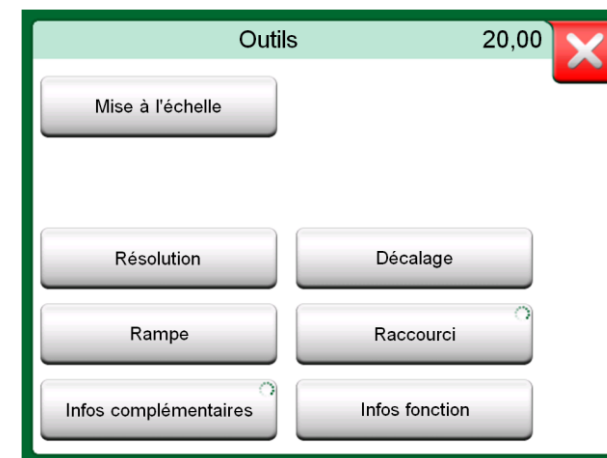 Outils 20,00
Mise à l'échelle
Résolution Décalage
Rampe Raccourci
Infos complémentaires Infos fonction